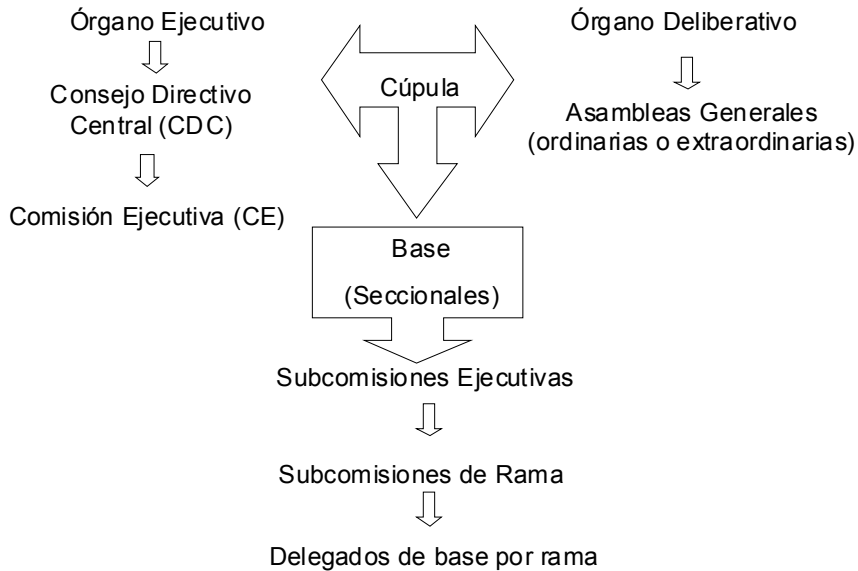 Órgano Ejecutivo
Consejo Directivo
Central (CDC)
Comisión Ejecutiva (CE)
Cúpula
Órgano Deliberativo
Asambleas Generales
(ordinarias o extraordinarias)
Base
(Seccionales)
Subcomisiones Ejecutivas
Subcomisiones de Rama
Delegados de base por rama